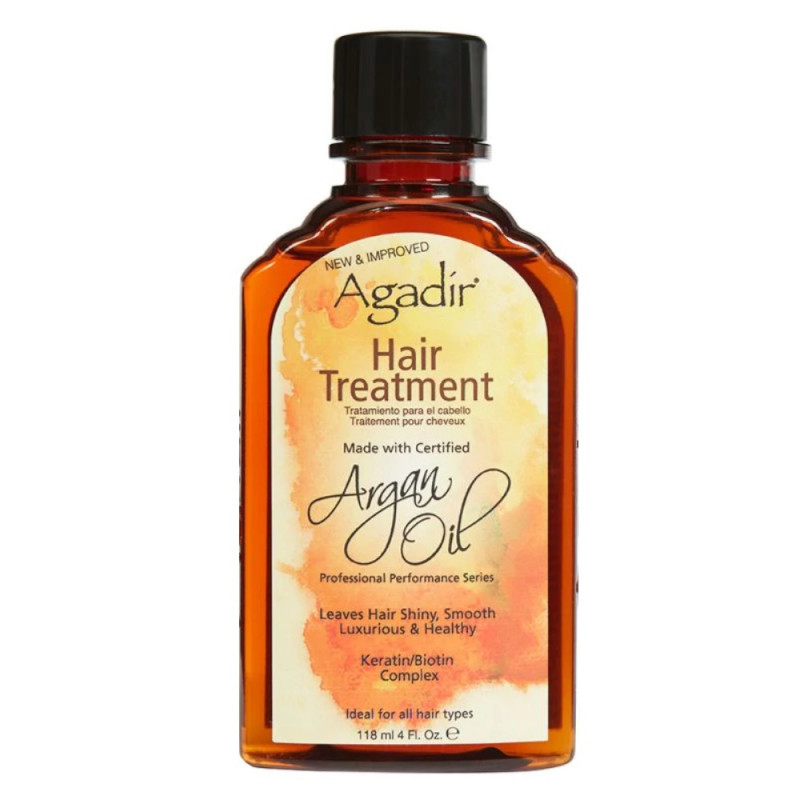 NEW & IMPROVED
Agadír®
Hair
Treatment
Tratamiento para el cabello
Traitement pour cheveux
Made with Certified
Argan
Oil
Professional Performance Series
Leaves Hair Shiny, Smooth
Luxurious & Healthy
Keratin/Biotin
Complex
Ideal for all hair types
118 ml 4 Fl. Oz. ℮